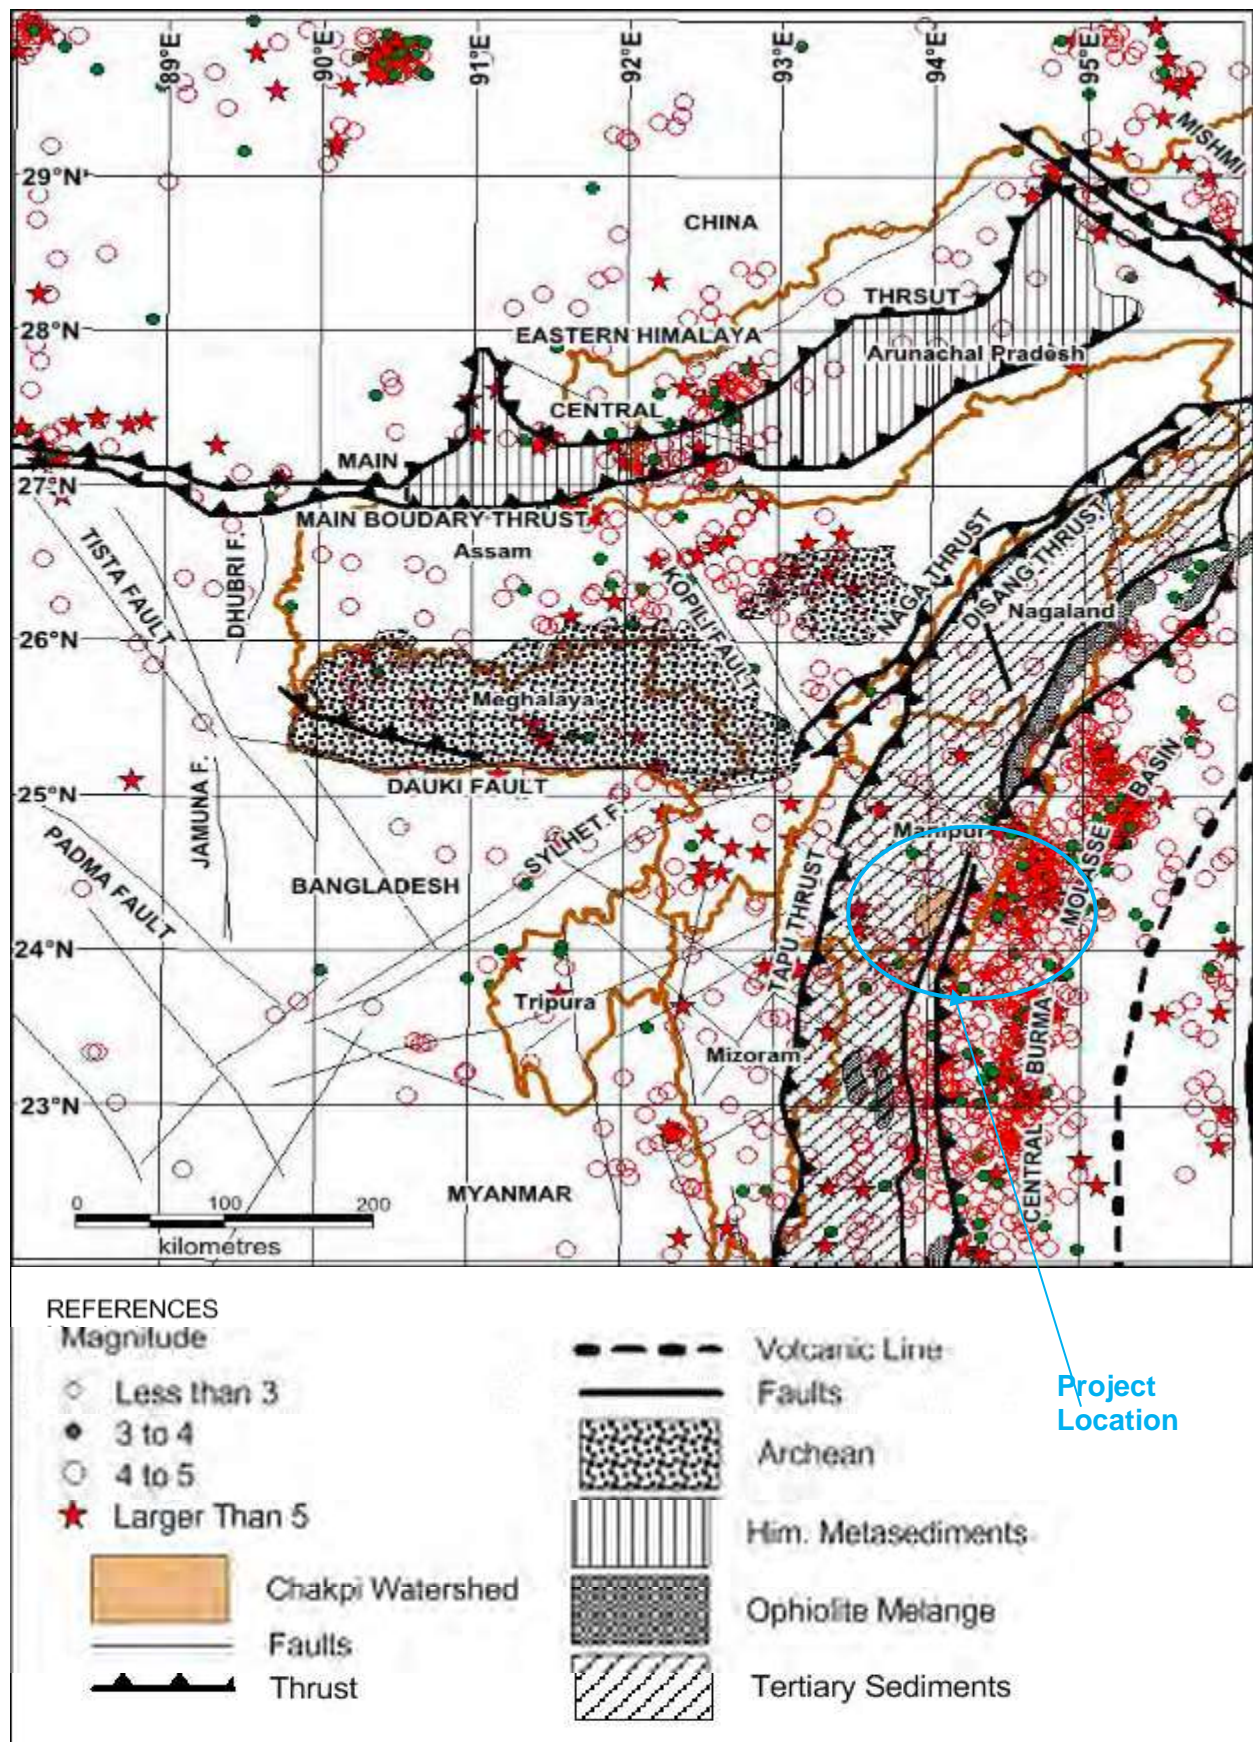 89°E
90°E
91°E
92°E
93°E
94°E
95°E
MISHMI
29°N
CHINA
THRSUT
28°N
EASTERN HIMALAYA
Arunachal Pradesh
CENTRAL
MAIN
27°N
MAIN BOUDARY THRUST
Assam
TISTA FAULT
DHUBRI F.
KOPILI FAULT
NAGA THRUST
DISANG THRUST
Nagaland
26°N
Meghalaya
25°N
DAUKI FAULT
JAMUNA F.
PADMA FAULT
SYLHET F.
BANGLADESH
Manipur
TAPU THRUST
CENTRAL BURMA MOLASSE BASIN
24°N
Tripura
Mizoram
23°N
MYANMAR
0 100 200
kilometres
REFERENCES
Magnitude
Less than 3
3 to 4
4 to 5
Larger Than 5
Chakpi Watershed
Faults
Thrust
Volcanic Line
Faults
Archean
Him. Metasediments
Ophiolite Melange
Tertiary Sediments
Project
Location